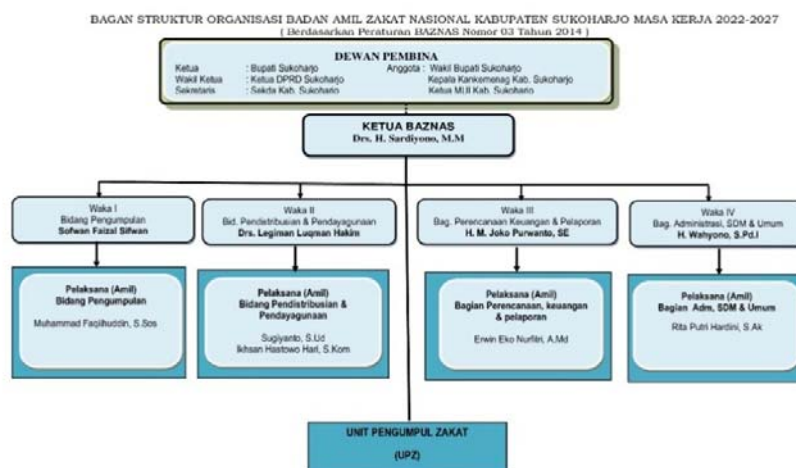 BAGAN STRUKTUR ORGANISASI BADAN AMIL ZAKAT NASIONAL KABUPATEN SUKOHARJO MASA KERJA 2022-2027
( Berdasarkan Peraturan BAZNAS Nomor 03 Tahun 2014 )
DEWAN PEMBINA
Ketua : Bupati Sukoharjo Anggota : Wakil Bupati Sukoharjo
Wakil Ketua : Ketua DPRD Sukoharjo Kepala Kankemenag Kab. Sukoharjo
Sekretaris : Sekda Kab. Sukoharjo Ketua MUI Kab. Sukoharjo
KETUA BAZNAS
Drs. H. Sardiyono, M.M
Waka I
Bidang Pengumpulan
Sofwan Faizal Sifwan
Waka II
Bid. Pendistribusian & Pendayagunaan
Drs. Legiman Luqman Hakim
Waka III
Bag. Perencanaan Keuangan & Pelaporan
H. M. Joko Purwanto, SE
Waka IV
Bag. Administrasi, SDM & Umum
H. Wahyono, S.Pd.I
Pelaksana (Amil)
Bidang Pengumpulan
Muhammad Faqlihuddin, S.Sos
Pelaksana (Amil)
Bidang Pendistribusian &
Pendayagunaan
Sugiyanto, S.Ud
Ikhsan Hastowo Hari, S.Kom
Pelaksana (Amil)
Bagian Perencanaan, keuangan
& pelaporan
Erwin Eko Nurfitri, A.Md
Pelaksana (Amil)
Bagian Adm, SDM & Umum
Rita Putri Hardini, S.Ak
UNIT PENGUMPUL ZAKAT
(UPZ)